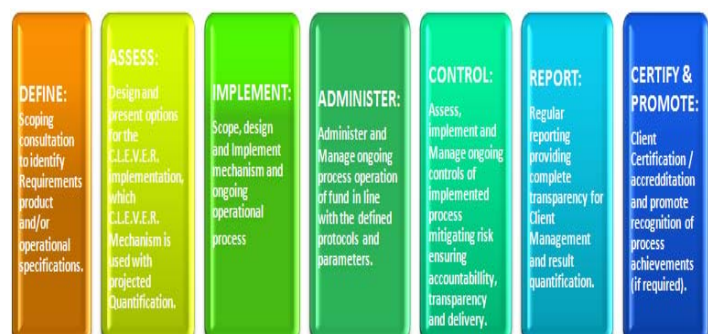 DEFINE:
Scoping
consultation
to identify
Requirements
product
and/or
operational
specifications.
ASSESS:
Design and
present options
for the
C.L.E.V.E.R.
implementation,
which
C.L.E.V.E.R.
Mechanism is
used with
projected
Quantification.
IMPLEMENT:
Scope, design
and Implement
mechanism and
ongoing
operational
process
ADMINISTER:
Administer and
Manage ongoing
process operation
of fund in line
with the defined
protocols and
parameters.
CONTROL:
Assess,
implement and
Manage ongoing
controls of
implemented
process
mitigating risk
ensuring
accountability,
transparency
and delivery.
REPORT:
Regular
reporting
providing
complete
transparency for
Client
Management
and result
quantification.
CERTIFY &
PROMOTE:
Client
Certification /
accredditation
and promote
recognition of
process
achievements
(if required).